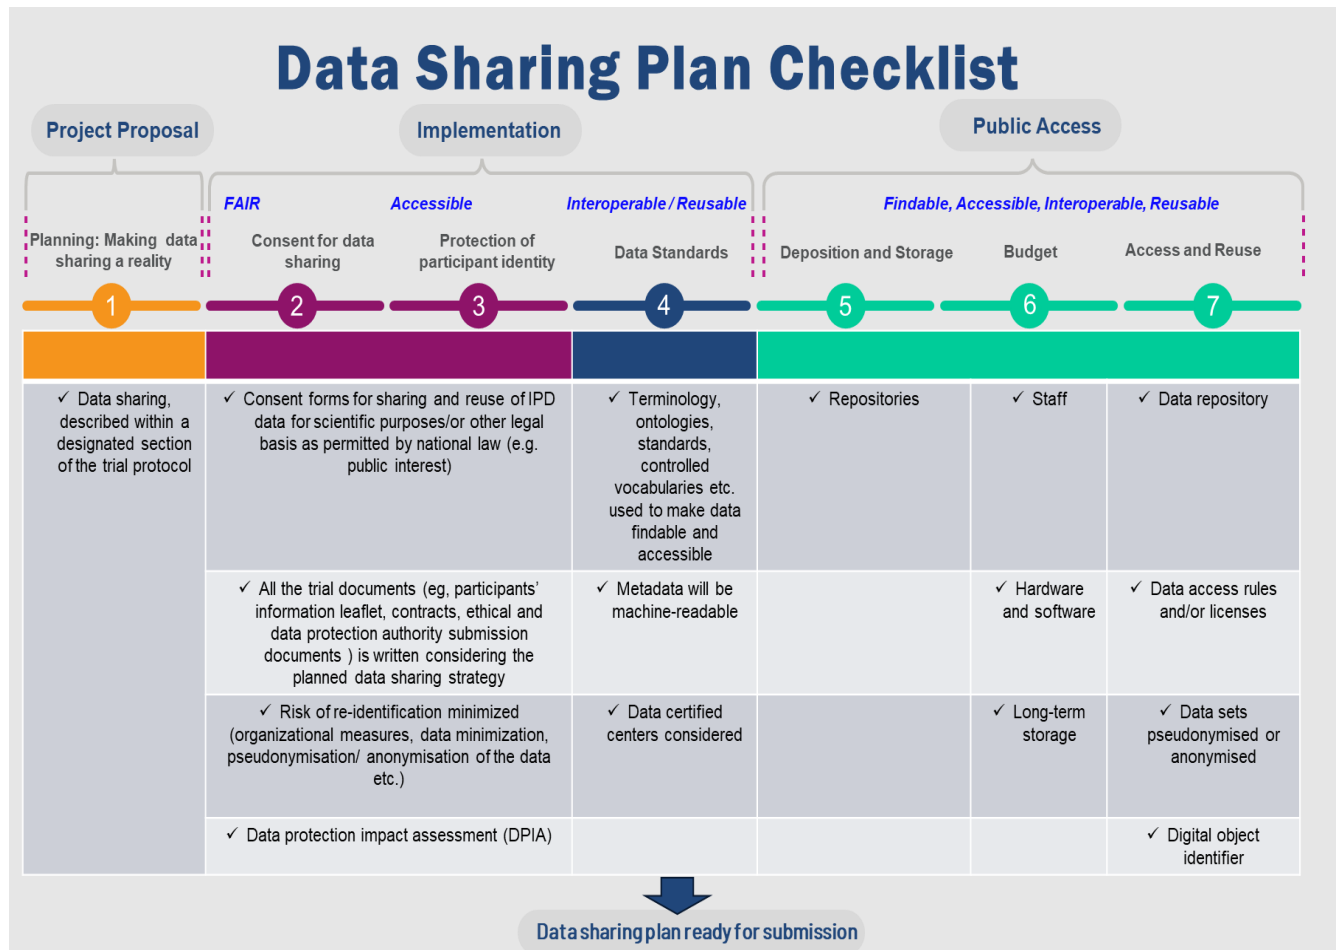 Data Sharing Plan Checklist
Project Proposal
Implementation
Public Access
FAIR
Accessible
Interoperable / Reusable
Findable, Accessible, Interoperable, Reusable
Planning: Making data
sharing a reality
Consent for data
sharing
Protection of
participant identity
Data Standards
Deposition and Storage
Budget
Access and Reuse
1
2
3
4
5
6
7
✓ Data sharing,
described within a
designated section
of the trial protocol
✓ Consent forms for sharing and reuse of IPD
data for scientific purposes/or other legal
basis as permitted by national law (e.g.
public interest)
✓ Terminology,
ontologies,
standards,
controlled
vocabularies etc.
used to make data
findable and
accessible
✓ Repositories
✓ Staff
✓ Data repository
✓ All the trial documents (eg, participants’
information leaflet, contracts, ethical and
data protection authority submission
documents ) is written considering the
planned data sharing strategy
✓ Metadata will be
machine-readable
✓ Hardware
and software
✓ Data access rules
and/or licenses
✓ Risk of re-identification minimized
(organizational measures, data minimization,
pseudonymisation/ anonymisation of the data
etc.)
✓ Data certified
centers considered
✓ Long-term
storage
✓ Data sets
pseudonymised or
anonymised
✓ Data protection impact assessment (DPIA)
✓ Digital object
identifier
Data sharing plan ready for submission